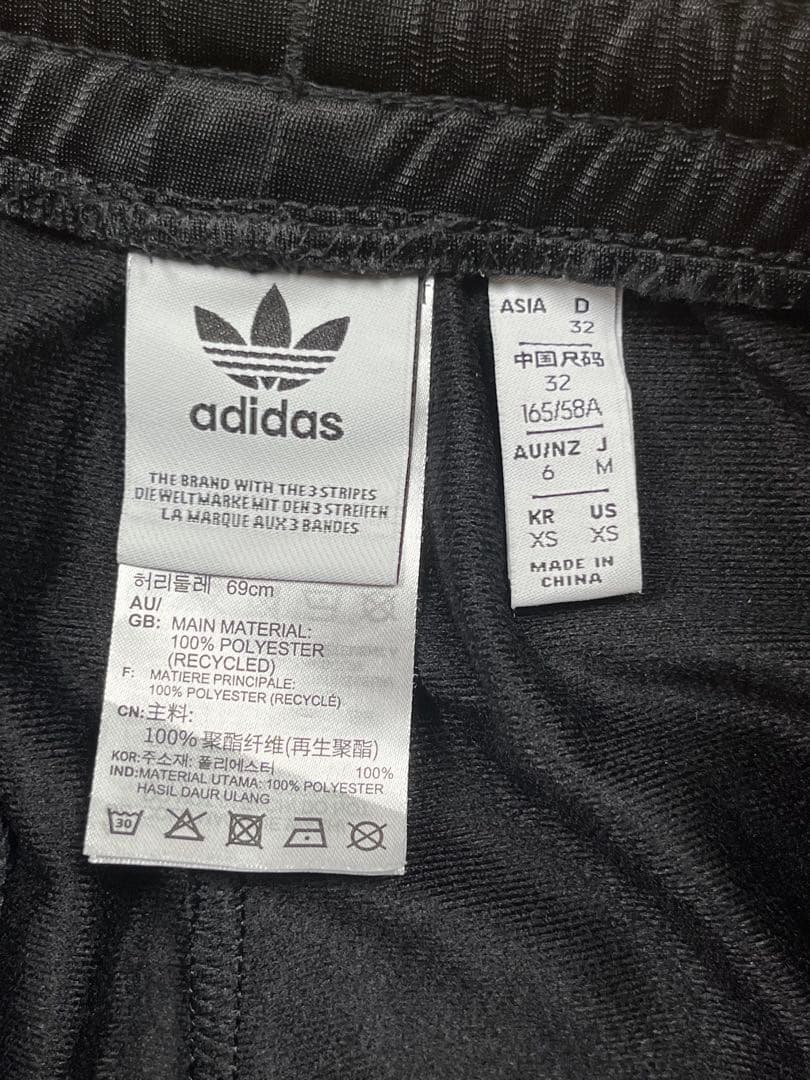 adidas
THE BRAND WITH THE 3 STRIPES
DIE WELTMARKE MIT DEN 3 STREIFEN
LA MARQUE AUX 3 BANDES
허리둘레 69cm
AU/
GB: MAIN MATERIAL:
100% POLYESTER
(RECYCLED)
F: MATIERE PRINCIPALE:
100% POLYESTER (RECYCLÉ)
CN:主料:
100% 聚酯纤维(再生聚酯)
KOR:주소재: 폴리에스터 100%
IND:MATERIAL UTAMA: 100% POLYESTER
HASIL DAUR ULANG
30
ASIA D
32
中国尺码
32
165/58A
AU/NZ J
6 M
KR US
XS XS
MADE IN
CHINA